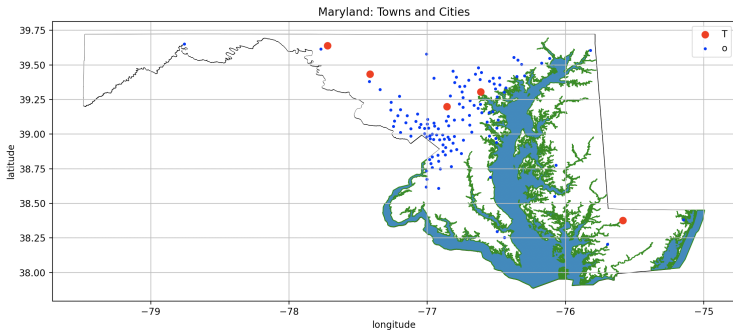 Maryland: Towns and Cities
T
o
39.75
39.50
39.25
39.00
38.75
38.50
38.25
38.00
latitude
−79
−78
−77
−76
−75
longitude